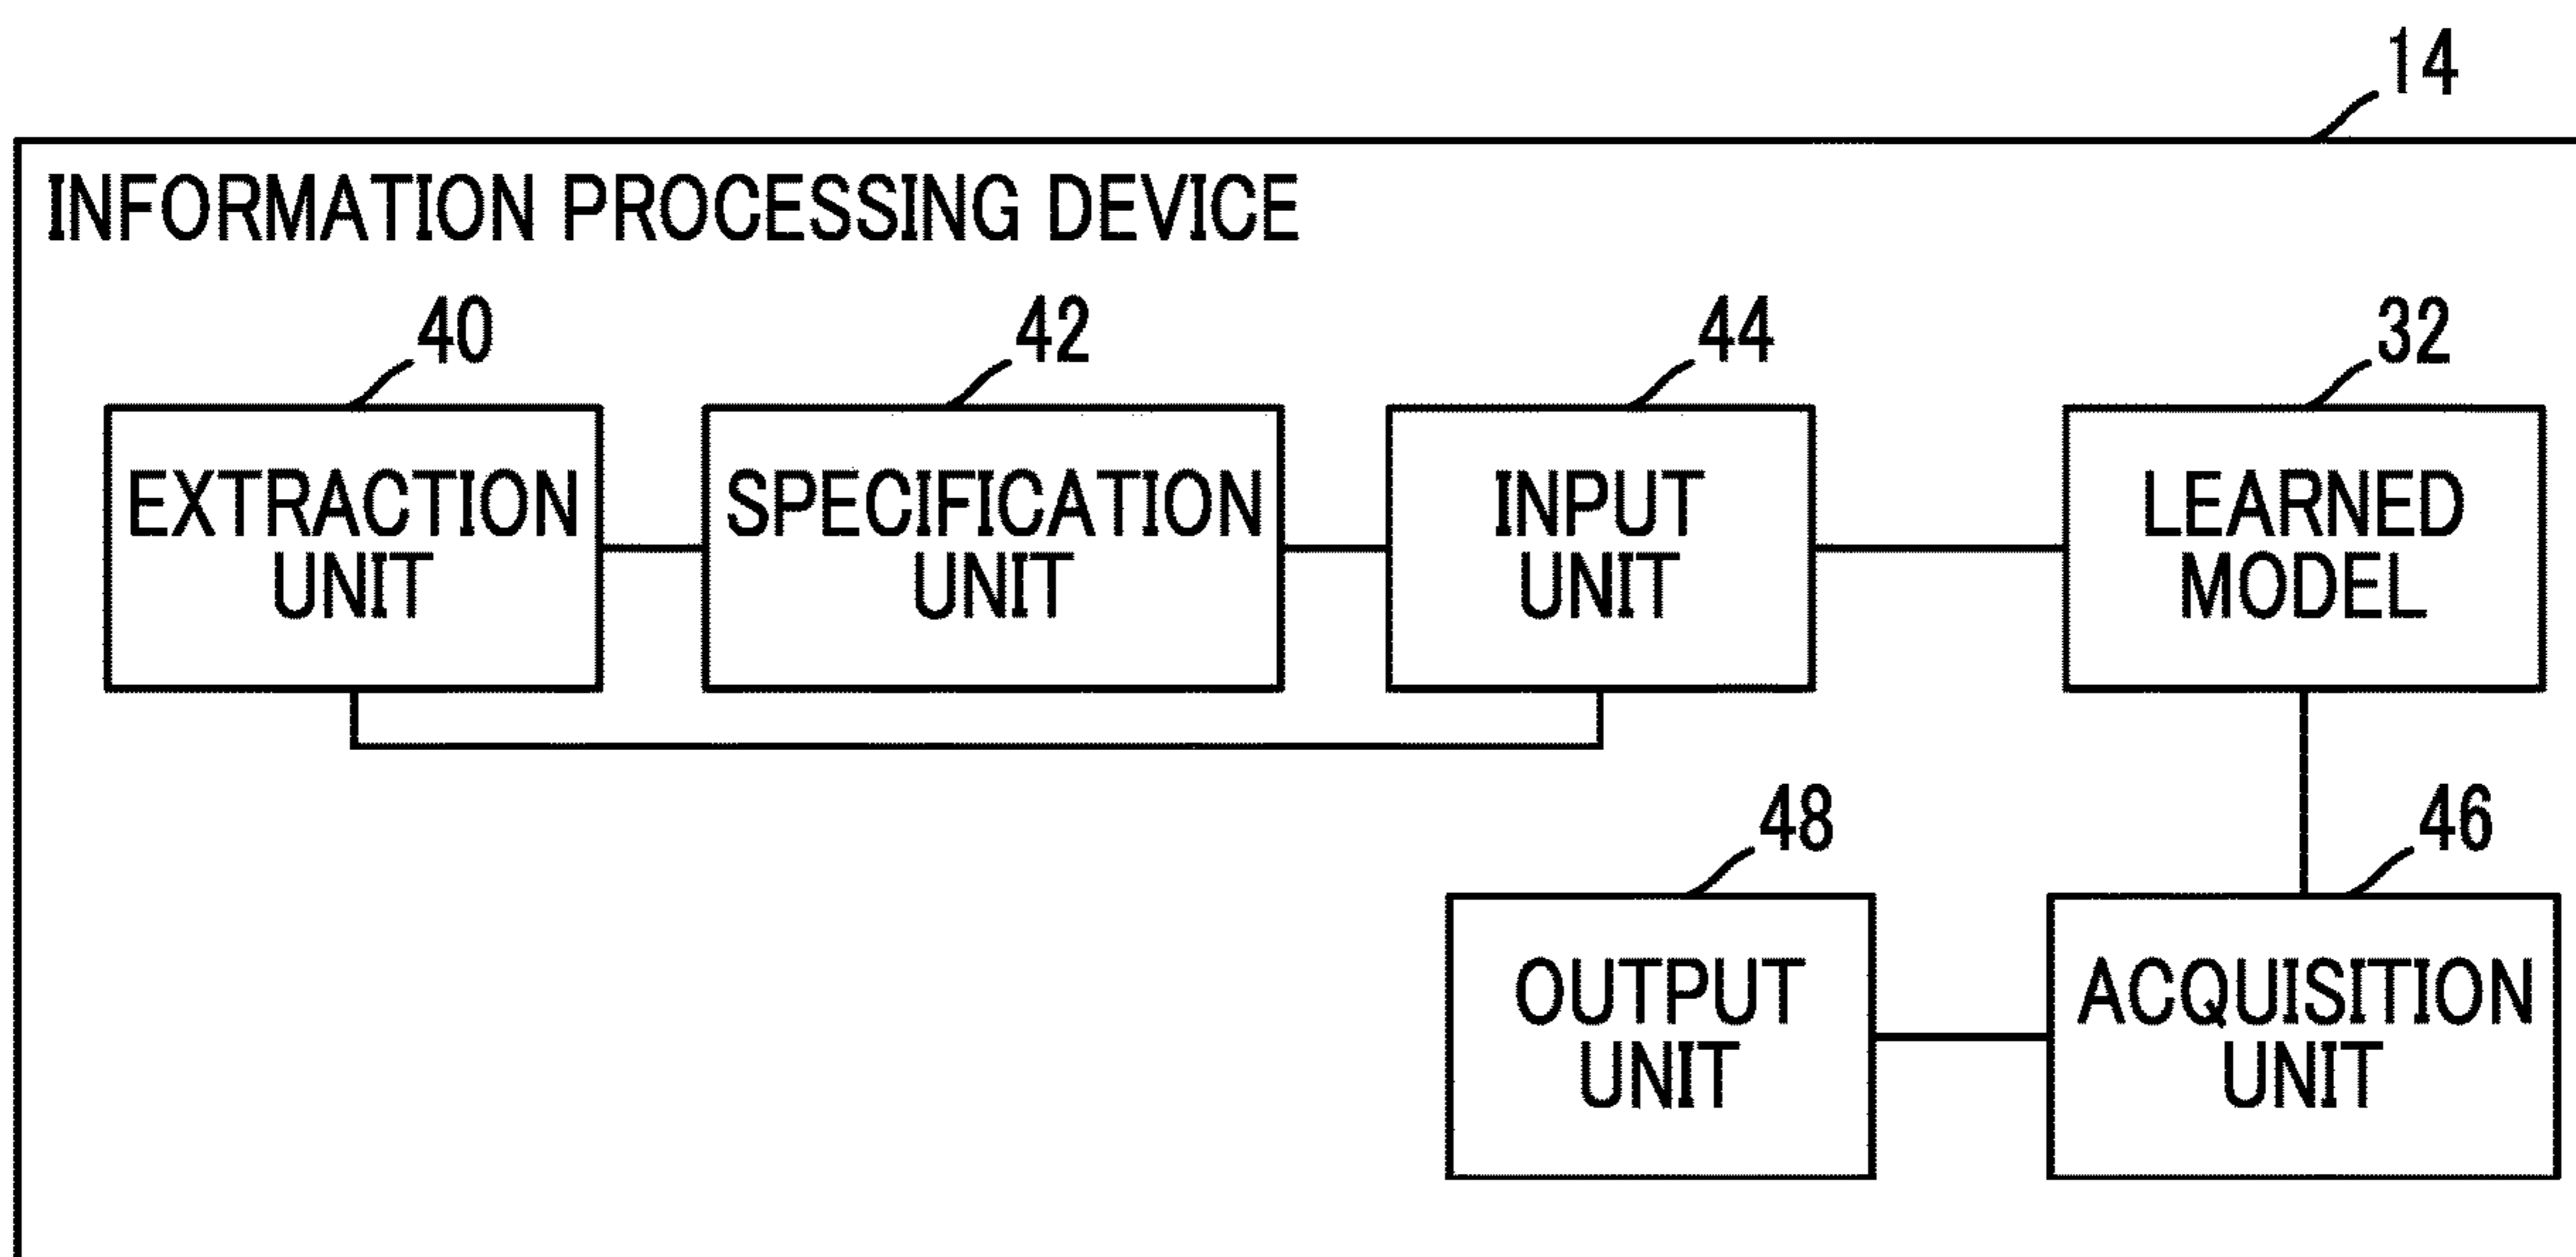 14
INFORMATION PROCESSING DEVICE
40
42
44
32
EXTRACTION
UNIT
SPECIFICATION
UNIT
INPUT
UNIT
LEARNED
MODEL
48
46
OUTPUT
UNIT
ACQUISITION
UNIT